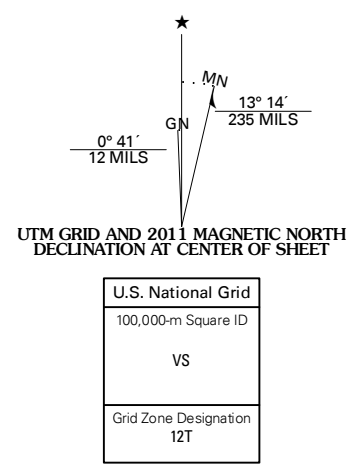 ★
MN
13° 14´
235 MILS
GN
0° 41´
12 MILS
UTM GRID AND 2011 MAGNETIC NORTH
DECLINATION AT CENTER OF SHEET
U.S. National Grid
100,000-m Square ID
VS
Grid Zone Designation
12T